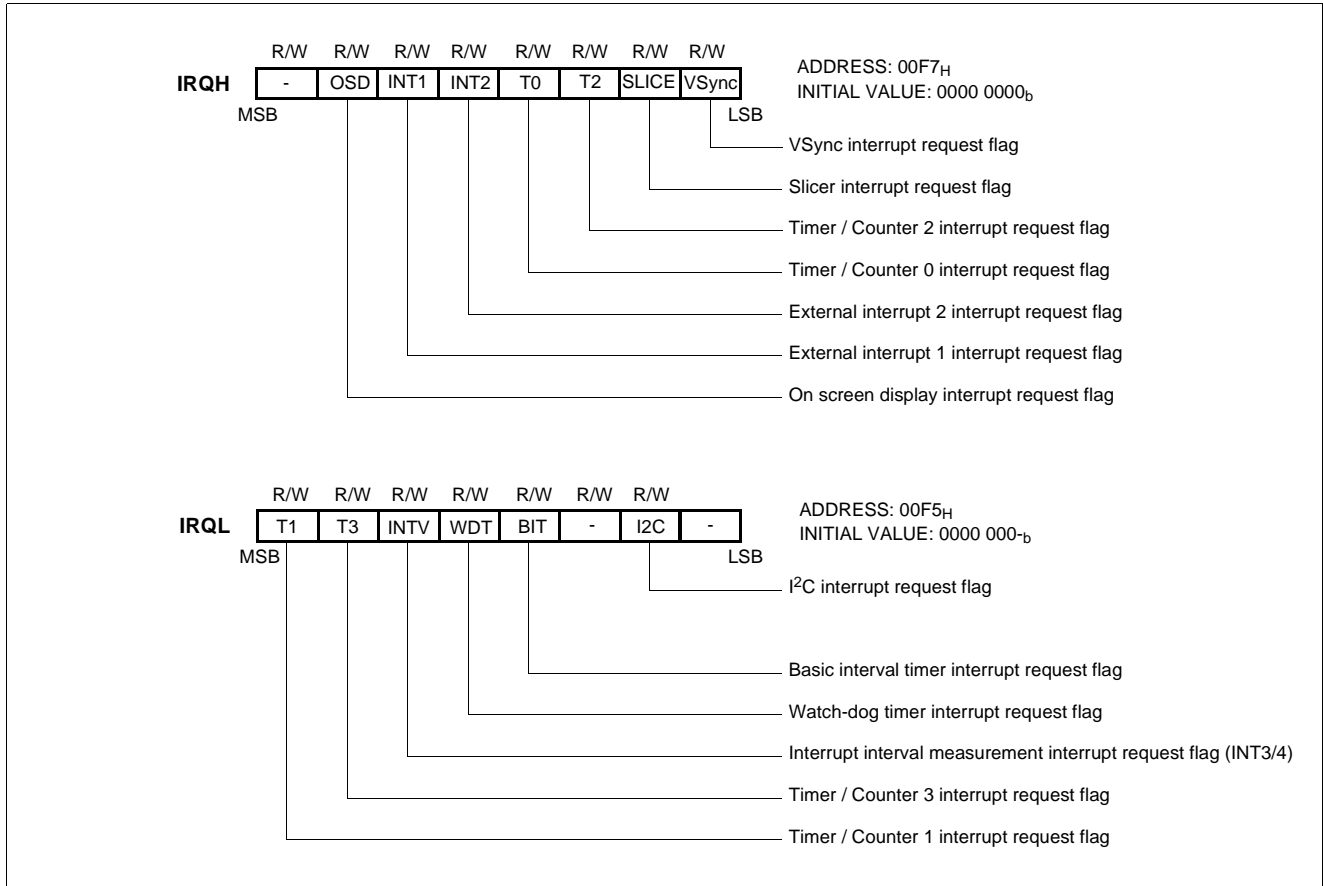 R/W R/W R/W R/W R/W R/W R/W R/W
IRQH - OSD INT1 INT2 T0 T2 SLICE VSync
MSB LSB
ADDRESS: 00F7H
INITIAL VALUE: 0000 0000b
VSync interrupt request flag
Slicer interrupt request flag
Timer / Counter 2 interrupt request flag
Timer / Counter 0 interrupt request flag
External interrupt 2 interrupt request flag
External interrupt 1 interrupt request flag
On screen display interrupt request flag
R/W R/W R/W R/W R/W R/W R/W
IRQL T1 T3 INTV WDT BIT - I2C -
MSB LSB
ADDRESS: 00F5H
INITIAL VALUE: 0000 000-b
I2C interrupt request flag
Basic interval timer interrupt request flag
Watch-dog timer interrupt request flag
Interrupt interval measurement interrupt request flag (INT3/4)
Timer / Counter 3 interrupt request flag
Timer / Counter 1 interrupt request flag